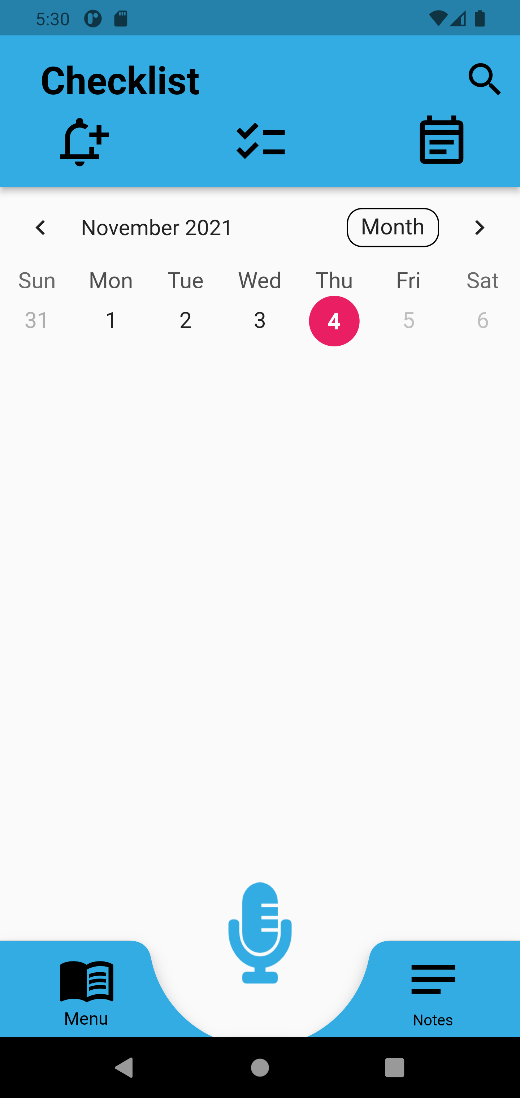 5:30
Checklist
November 2021 Month
Sun Mon Tue Wed Thu Fri Sat
31 1 2 3 4 5 6
Menu Notes